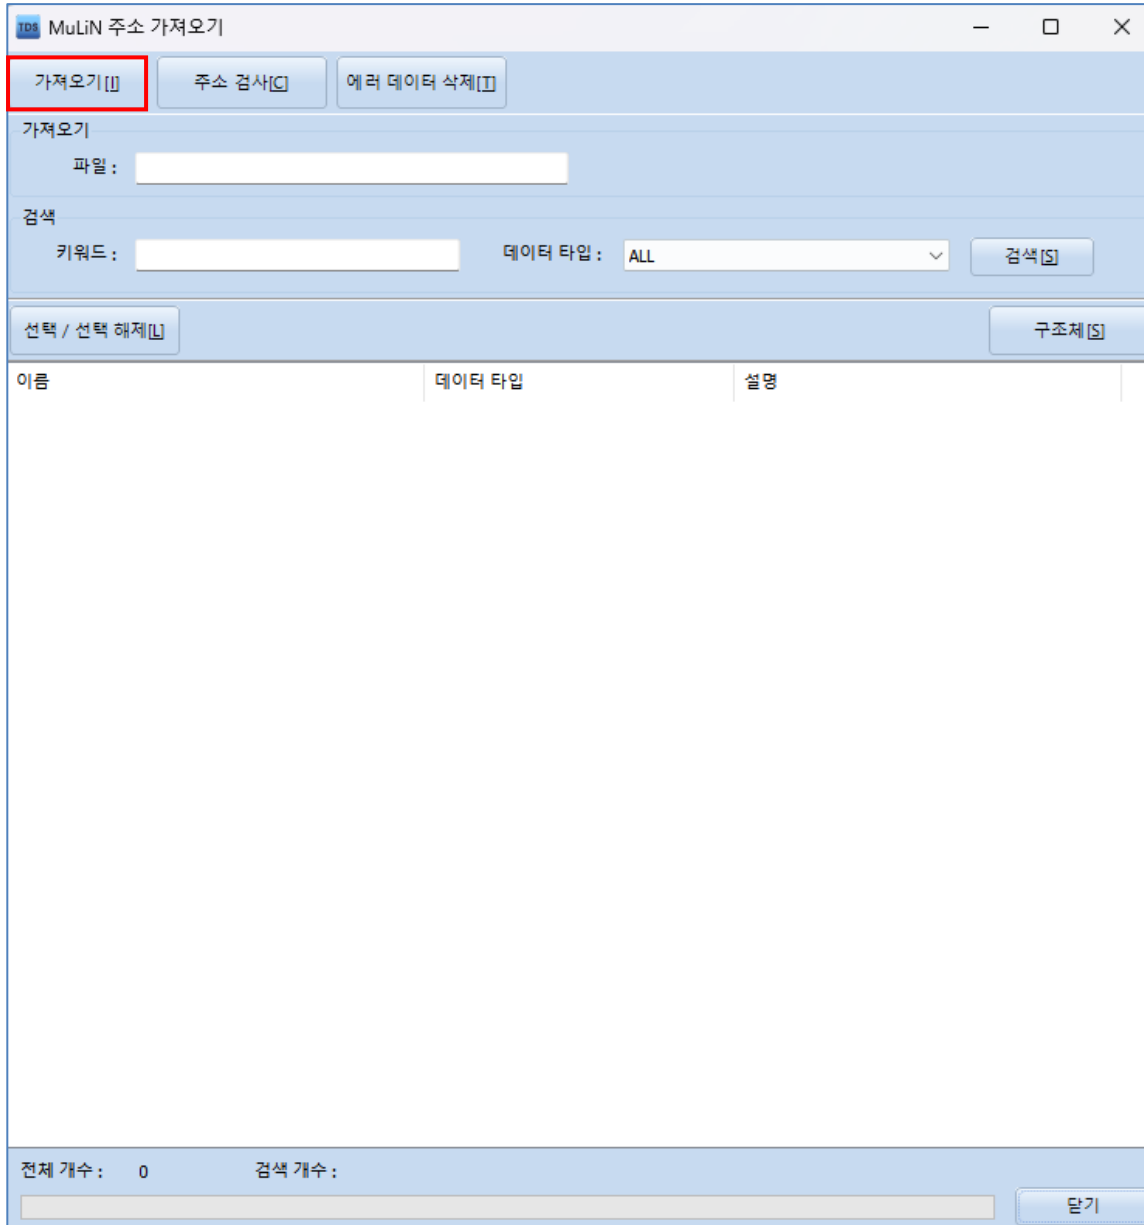 TDS MuLiN 주소 가져오기
가져오기[I] 주소 검사[C] 에러 데이터 삭제[T]
가져오기
파일 :
검색
키워드 : 데이터 타입 : ALL 검색[S]
선택 / 선택 해제[L] 구조체[S]
이름 데이터 타입 설명
전체 개수 : 0 검색 개수 :
닫기